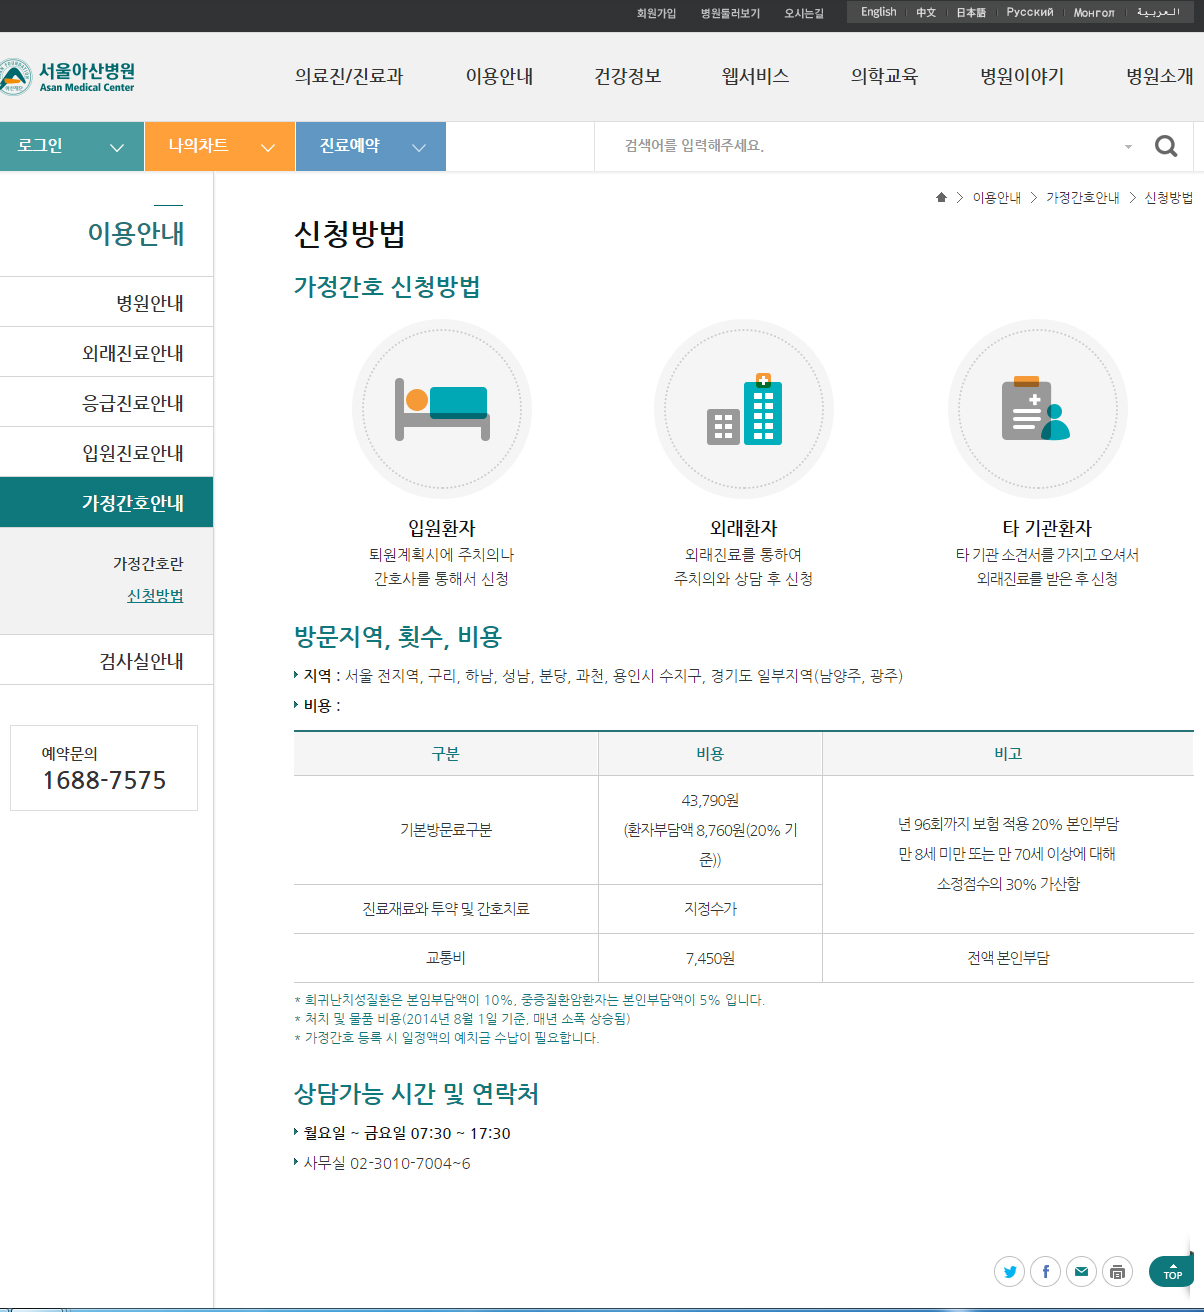 회원가입 병원둘러보기 오시는길 English 中文 日本語 Русский Монгол العربية
서울아산병원
Asan Medical Center
의료진/진료과 이용안내 건강정보 웹서비스 의학교육 병원이야기 병원소개
로그인 나의차트 진료예약 검색어를 입력해주세요.
이용안내 > 가정간호안내 > 신청방법
이용안내
병원안내
외래진료안내
응급진료안내
입원진료안내
가정간호안내
가정간호란
신청방법
검사실안내
예약문의
1688-7575
신청방법
가정간호 신청방법
입원환자
퇴원계획시에 주치의나
간호사를 통해서 신청
외래환자
외래진료를 통하여
주치의와 상담 후 신청
타 기관환자
타 기관 소견서를 가지고 오셔서
외래진료를 받은 후 신청
방문지역, 횟수, 비용
지역 : 서울 전지역, 구리, 하남, 성남, 분당, 과천, 용인시 수지구, 경기도 일부지역(남양주, 광주)
비용 :
구분 비용 비고
기본방문료구분
43,790원
(환자부담액 8,760원(20% 기
준))
년 96회까지 보험 적용 20% 본인부담
만 8세 미만 또는 만 70세 이상에 대해
소정점수의 30% 가산함
진료재료와 투약 및 간호치료 지정수가
교통비 7,450원 전액 본인부담
* 희귀난치성질환은 본임부담액이 10%, 중증질환암환자는 본인부담액이 5% 입니다.
* 처치 및 물품 비용(2014년 8월 1일 기준, 매년 소폭 상승됨)
* 가정간호 등록 시 일정액의 예치금 수납이 필요합니다.
상담가능 시간 및 연락처
월요일 ~ 금요일 07:30 ~ 17:30
사무실 02-3010-7004~6
TOP